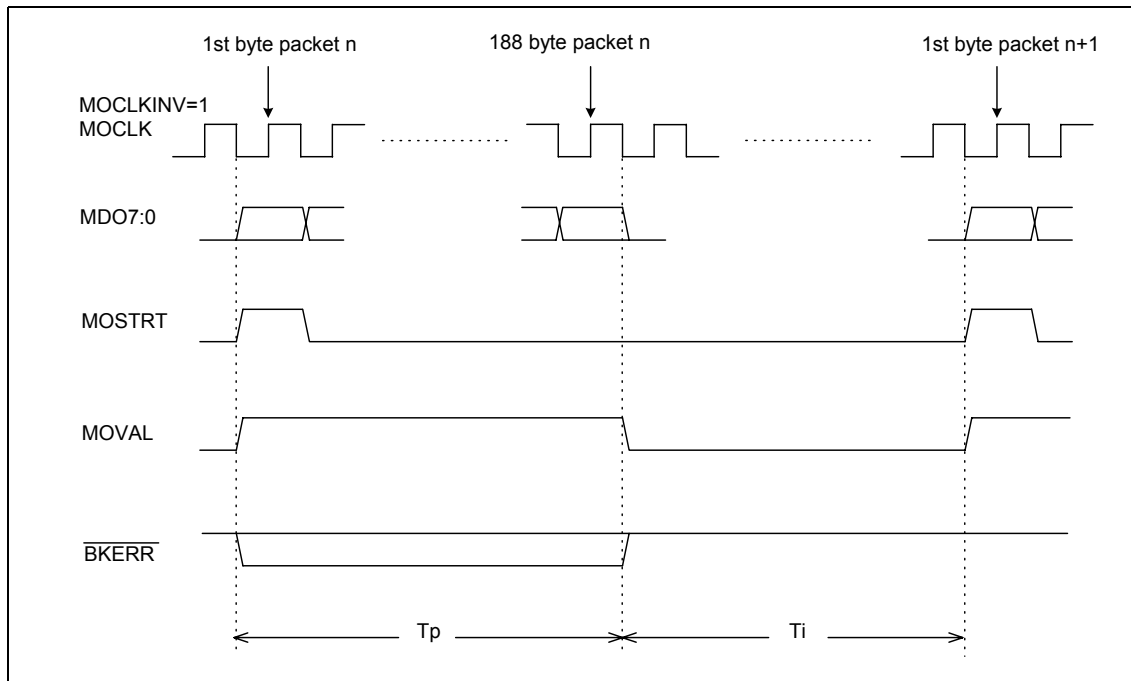 1st byte packet n
188 byte packet n
1st byte packet n+1
MOCLKINV=1
MOCLK
MDO7:0
MOSTRT
MOVAL
BKERR
Tp
Ti